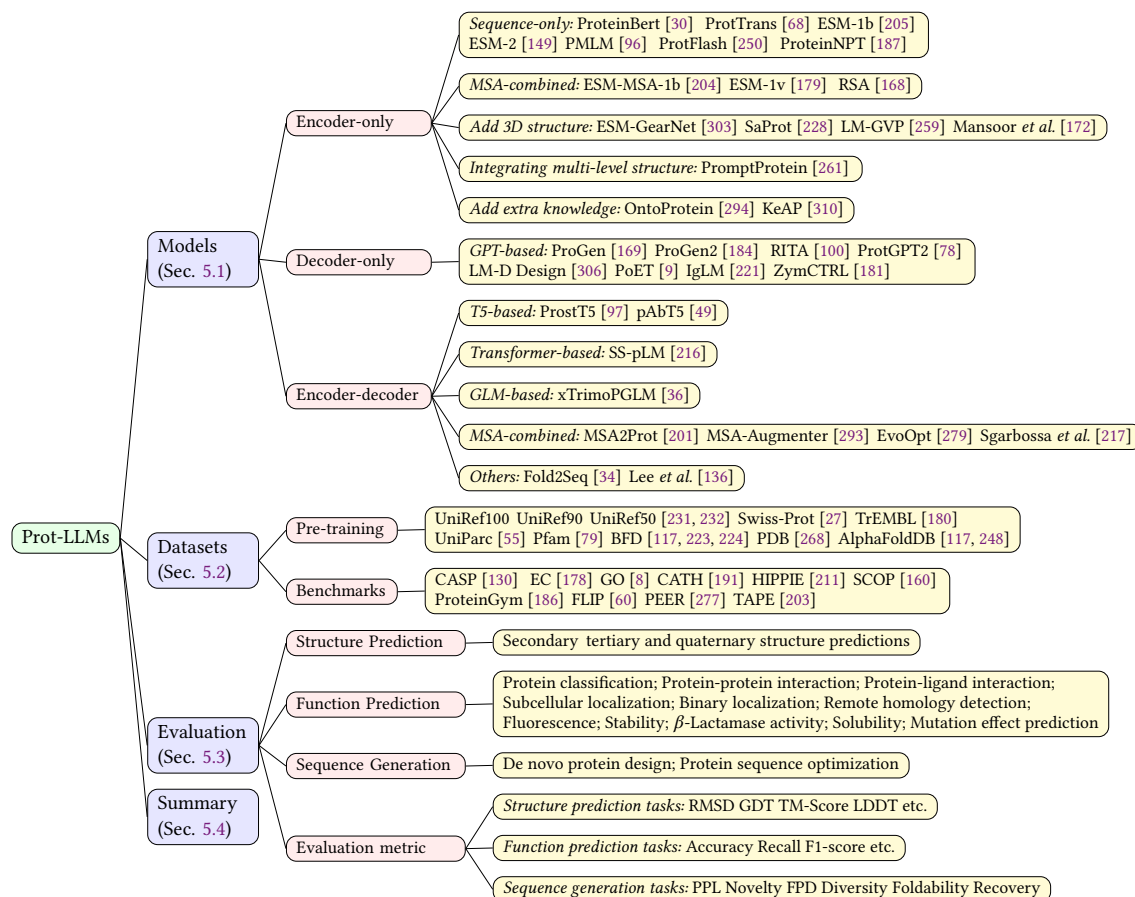 Sequence-only: ProteinBert [30] ProtTrans [68] ESM-1b [205]
ESM-2 [149] PMLM [96] ProtFlash [250] ProteinNPT [187]
MSA-combined: ESM-MSA-1b [204] ESM-1v [179] RSA [168]
Encoder-only
Add 3D structure: ESM-GearNet [303] SaProt [228] LM-GVP [259] Mansoor et al. [172]
Integrating multi-level structure: PromptProtein [261]
Add extra knowledge: OntoProtein [294] KeAP [310]
Models
(Sec. 5.1)
Decoder-only
GPT-based: ProGen [169] ProGen2 [184] RITA [100] ProtGPT2 [78]
LM-D Design [306] PoET [9] IgLM [221] ZymCTRL [181]
T5-based: ProstT5 [97] pAbT5 [49]
Transformer-based: SS-pLM [216]
Encoder-decoder
GLM-based: xTrimoPGLM [36]
MSA-combined: MSA2Prot [201] MSA-Augmenter [293] EvoOpt [279] Sgarbossa et al. [217]
Others: Fold2Seq [34] Lee et al. [136]
Prot-LLMs
Datasets
(Sec. 5.2)
Pre-training
UniRef100 UniRef90 UniRef50 [231, 232] Swiss-Prot [27] TrEMBL [180]
UniParc [55] Pfam [79] BFD [117, 223, 224] PDB [268] AlphaFoldDB [117, 248]
Benchmarks
CASP [130] EC [178] GO [8] CATH [191] HIPPIE [211] SCOP [160]
ProteinGym [186] FLIP [60] PEER [277] TAPE [203]
Structure Prediction
Secondary tertiary and quaternary structure predictions
Function Prediction
Protein classification; Protein-protein interaction; Protein-ligand interaction;
Subcellular localization; Binary localization; Remote homology detection;
Fluorescence; Stability; β-Lactamase activity; Solubility; Mutation effect prediction
Evaluation
(Sec. 5.3)
Sequence Generation
De novo protein design; Protein sequence optimization
Summary
(Sec. 5.4)
Evaluation metric
Structure prediction tasks: RMSD GDT TM-Score LDDT etc.
Function prediction tasks: Accuracy Recall F1-score etc.
Sequence generation tasks: PPL Novelty FPD Diversity Foldability Recovery